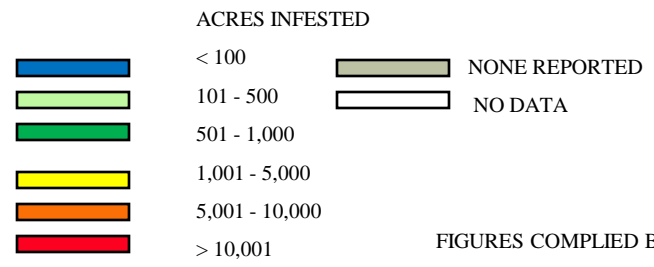 ACRES INFESTED
< 100
NONE REPORTED
101 - 500
NO DATA
501 - 1,000
1,001 - 5,000
5,001 - 10,000
> 10,001
FIGURES COMPLIED